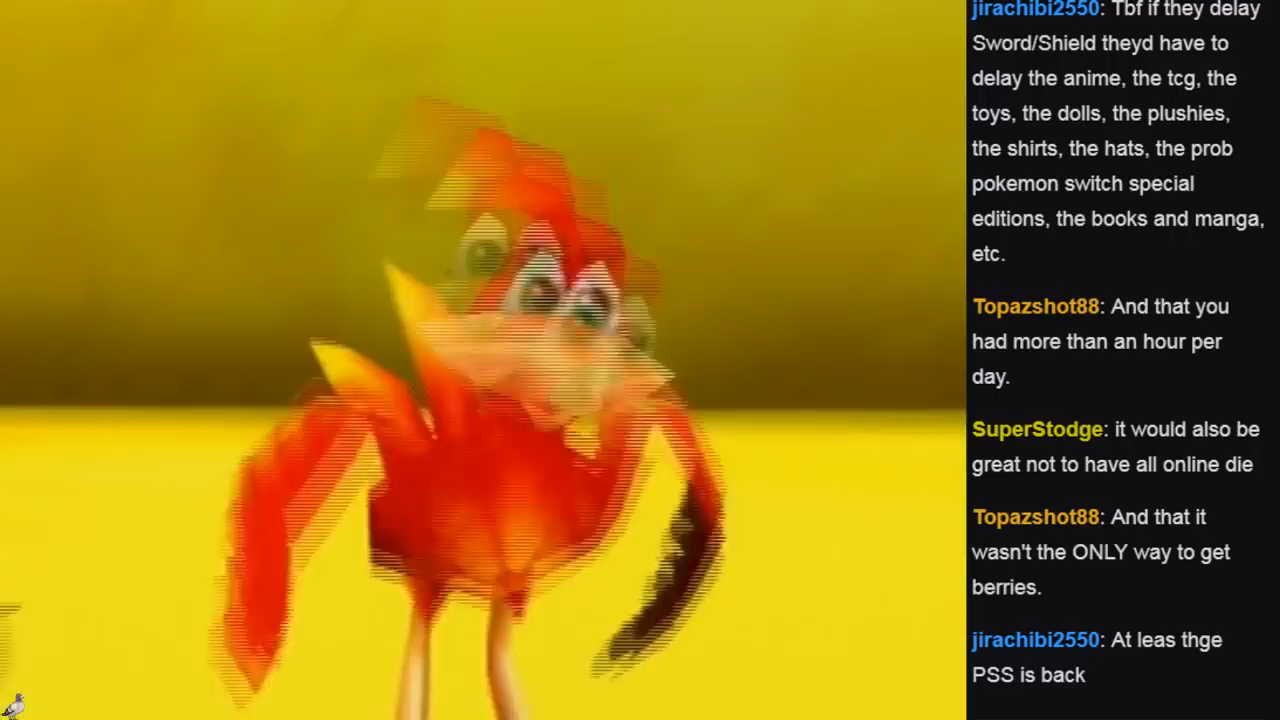 jirachibi2550: Tbf if they delay
Sword/Shield theyd have to
delay the anime, the tcg, the
toys, the dolls, the plushies,
the shirts, the hats, the prob
pokemon switch special
editions, the books and manga,
etc.
Topazshot88: And that you
had more than an hour per
day.
SuperStodge: it would also be
great not to have all online die
Topazshot88: And that it
wasn't the ONLY way to get
berries.
jirachibi2550: At leas thge
PSS is back